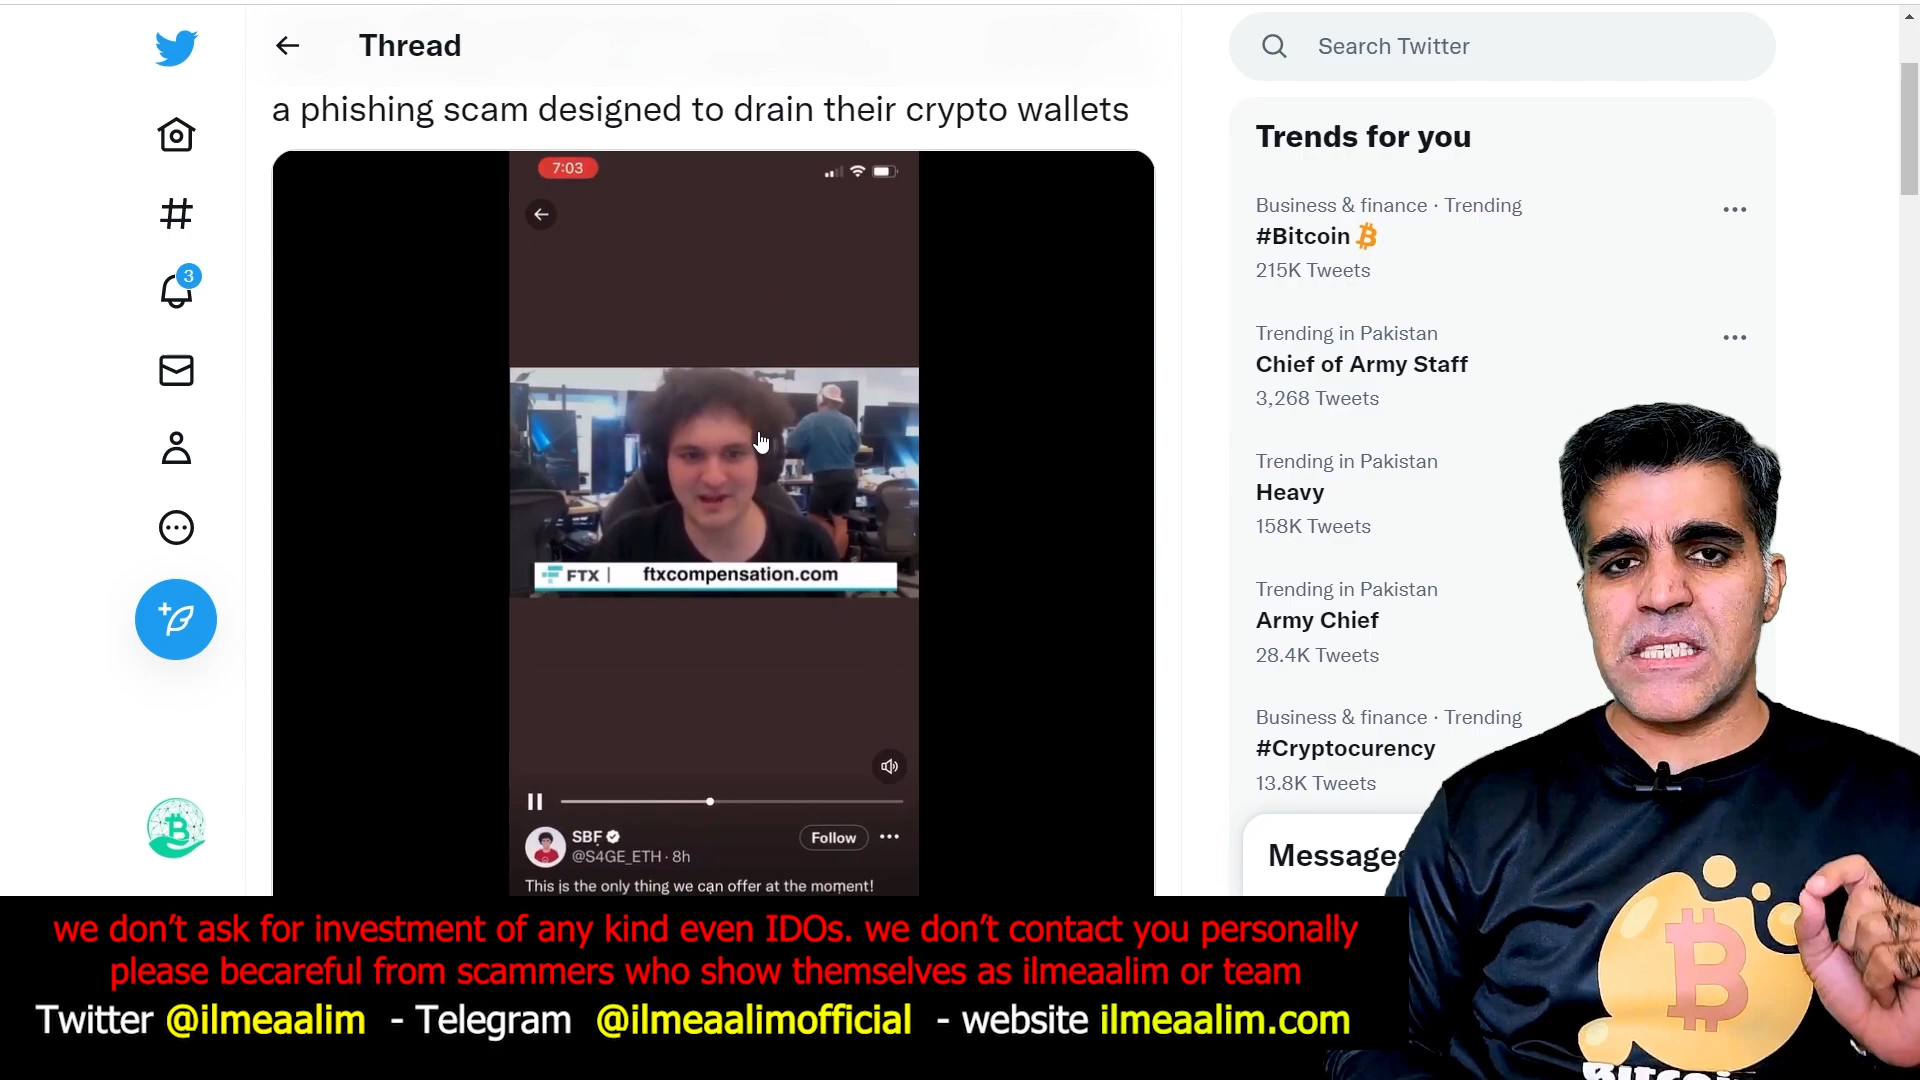 Thread
a phishing scam designed to drain their crypto wallets
3
7:03
FTX | ftxcompensation.com
SBF
Follow
@S4GE_ETH · 8h
This is the only thing we can offer at the moment!
Search Twitter
Trends for you
Business & finance · Trending
#Bitcoin
215K Tweets
Trending in Pakistan
Chief of Army Staff
3,268 Tweets
Trending in Pakistan
Heavy
158K Tweets
Trending in Pakistan
Army Chief
28.4K Tweets
Business & finance · Trending
#Cryptocurency
13.8K Tweets
Messages
Bitcoin
we don't ask for investment of any kind even IDOs. we don't contact you personally
please becareful from scammers who show themselves as ilmeaalim or team
Twitter @ilmeaalim - Telegram @ilmeaalimofficial - website ilmeaalim.com